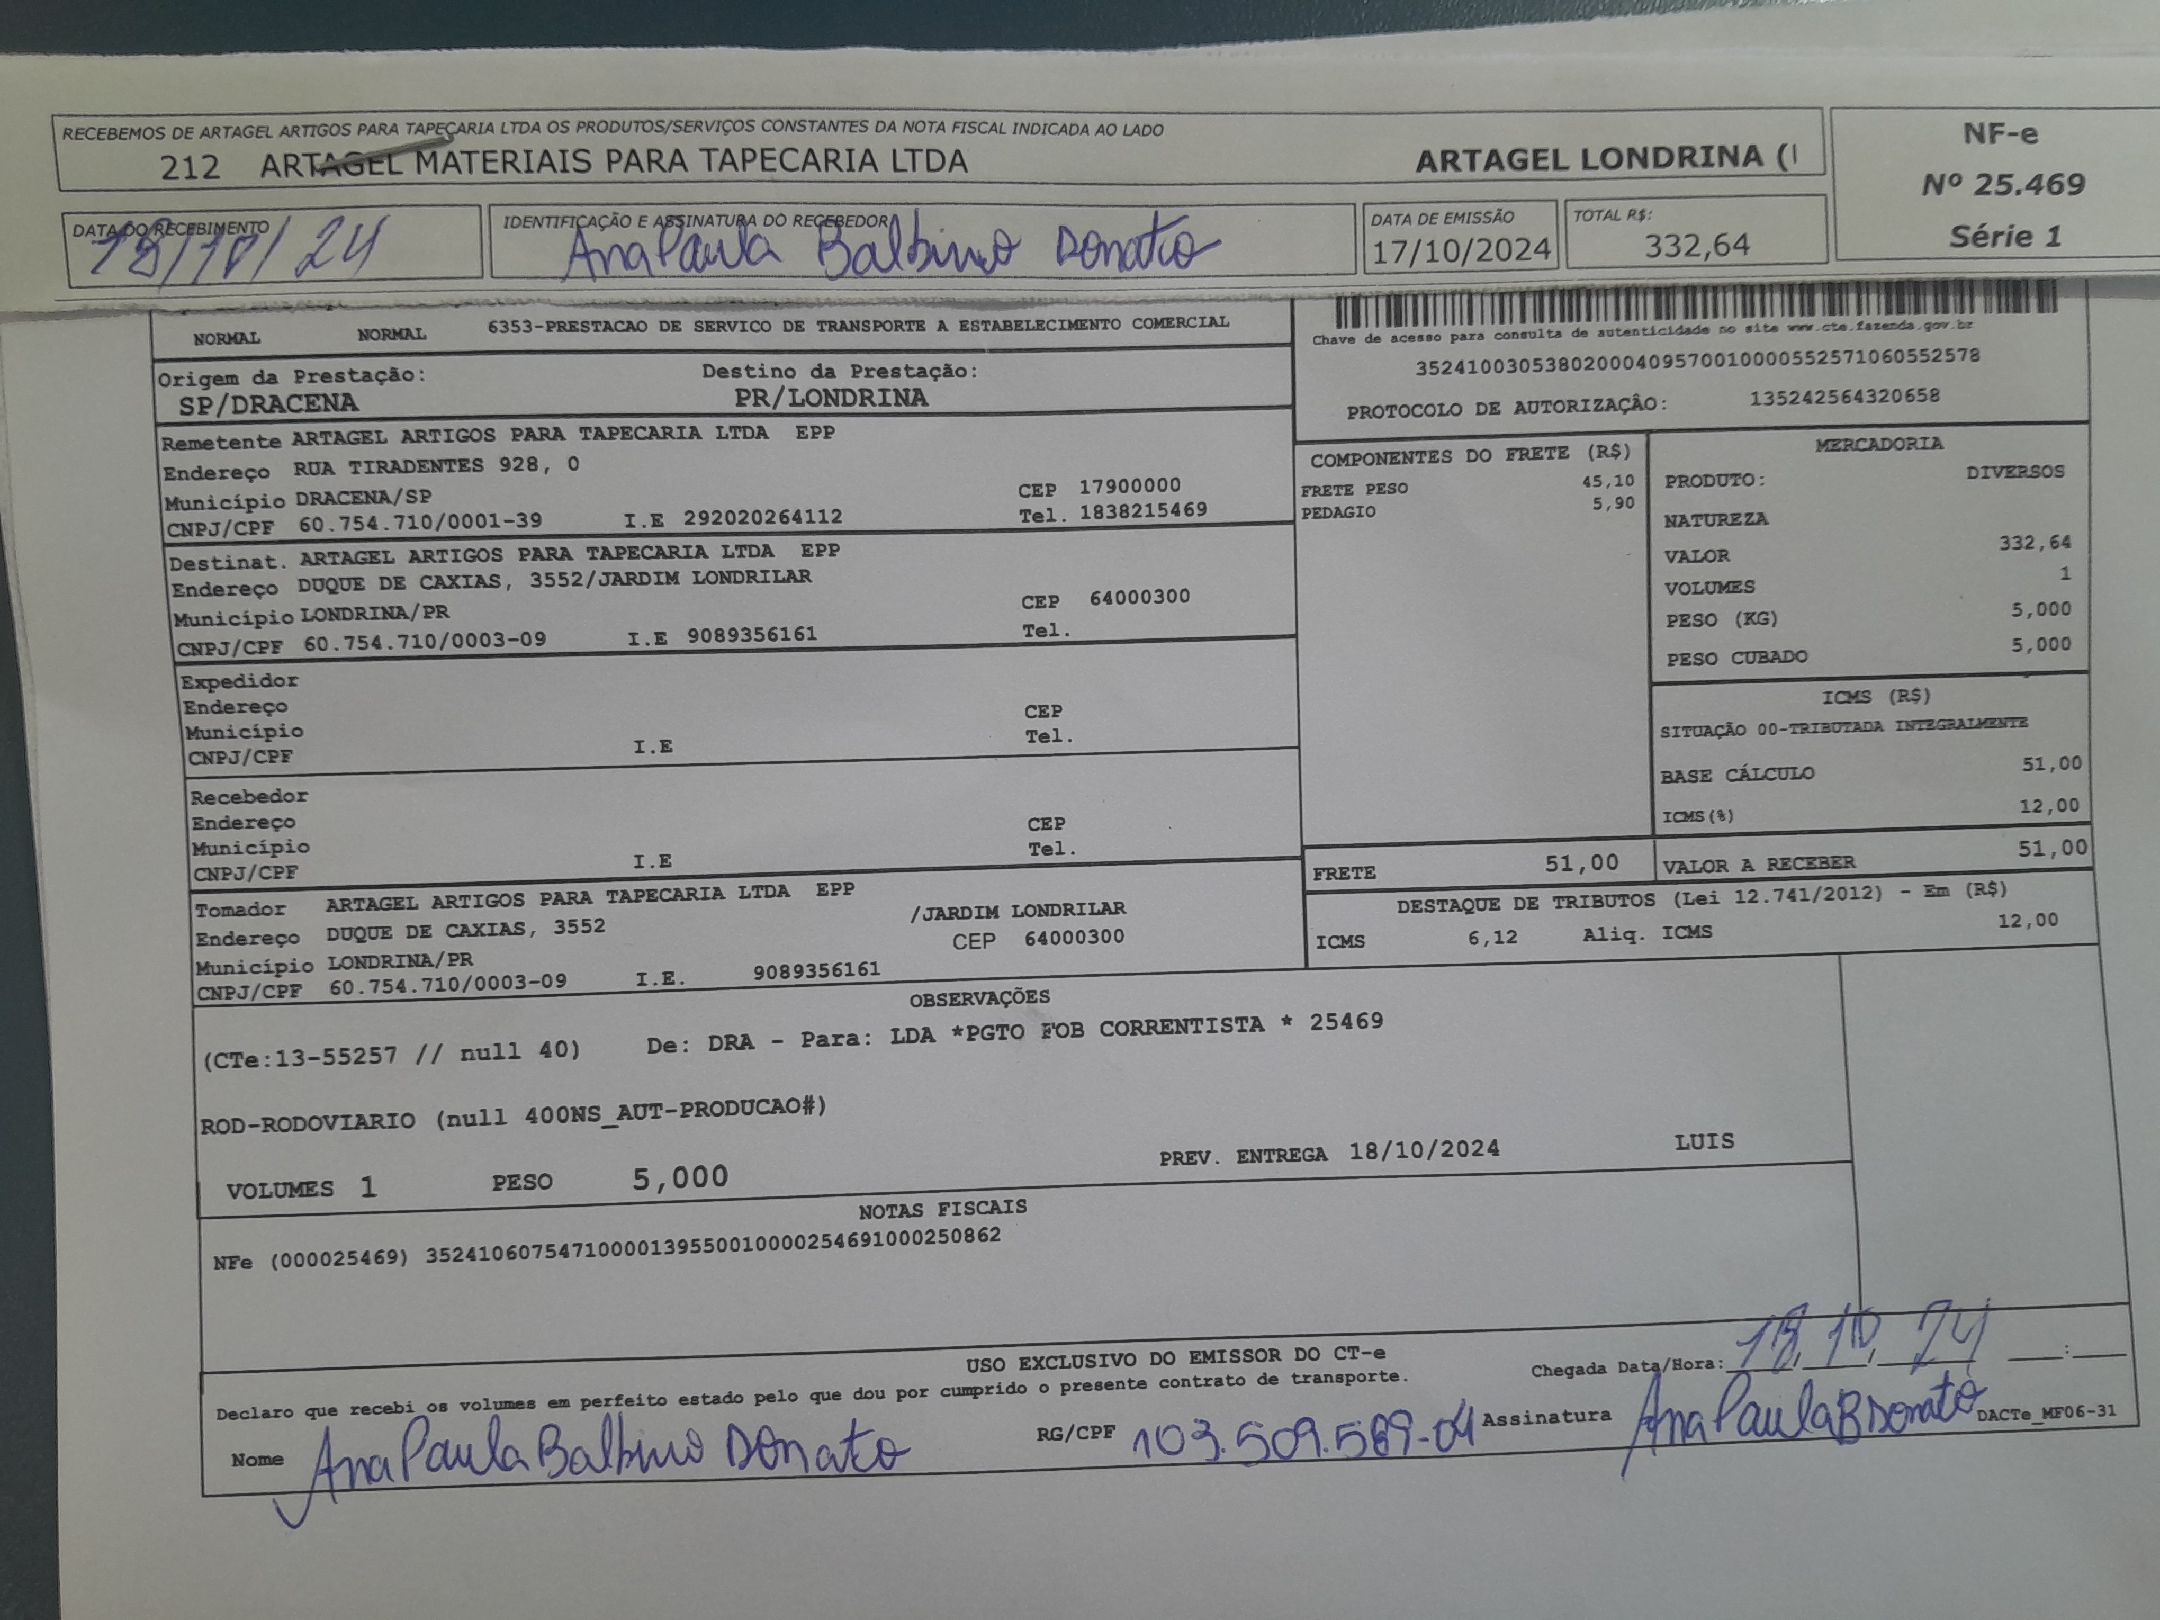 RECEBEMOS DE ARTAGEL ARTIGOS PARA TAPEÇARIA LTDA OS PRODUTOS/SERVIÇOS CONSTANTES DA NOTA FISCAL INDICADA AO LADO
212 ARTAGEL MATERIAIS PARA TAPECARIA LTDA ARTAGEL LONDRINA (
NF-e
Nº 25.469
Série 1
DATA DO RECEBIMENTO
18/10/24
IDENTIFICAÇÃO E ASSINATURA DO RECEBEDOR
Ana Paula Balbino Donato
DATA DE EMISSÃO
17/10/2024
TOTAL R$:
332,64
NORMAL NORMAL 6353-PRESTACAO DE SERVICO DE TRANSPORTE A ESTABELECIMENTO COMERCIAL
Chave de acesso para consulta de autenticidade no site www.cte.fazenda.gov.br
35241003053802000409570010000552571060552578
PROTOCOLO DE AUTORIZAÇÂO: 135242564320658
Origem da Prestação: Destino da Prestação:
SP/DRACENA PR/LONDRINA
Remetente ARTAGEL ARTIGOS PARA TAPECARIA LTDA EPP
Endereço RUA TIRADENTES 928, 0
Município DRACENA/SP CEP 17900000
CNPJ/CPF 60.754.710/0001-39 I.E 292020264112 Tel. 1838215469
Destinat. ARTAGEL ARTIGOS PARA TAPECARIA LTDA EPP
Endereço DUQUE DE CAXIAS, 3552/JARDIM LONDRILAR
Município LONDRINA/PR CEP 64000300
CNPJ/CPF 60.754.710/0003-09 I.E 9089356161 Tel.
Expedidor
Endereço
Município CEP
CNPJ/CPF I.E Tel.
Recebedor
Endereço
Município CEP
CNPJ/CPF I.E Tel.
Tomador ARTAGEL ARTIGOS PARA TAPECARIA LTDA EPP
Endereço DUQUE DE CAXIAS, 3552 /JARDIM LONDRILAR
Município LONDRINA/PR CEP 64000300
CNPJ/CPF 60.754.710/0003-09 I.E. 9089356161
COMPONENTES DO FRETE (R$)
FRETE PESO 45,10
PEDAGIO 5,90
MERCADORIA
PRODUTO: DIVERSOS
NATUREZA
VALOR 332,64
VOLUMES 1
PESO (KG) 5,000
PESO CUBADO 5,000
ICMS (R$)
SITUAÇÃO 00-TRIBUTADA INTEGRALMENTE
BASE CÁLCULO 51,00
ICMS(%) 12,00
FRETE 51,00 VALOR A RECEBER 51,00
DESTAQUE DE TRIBUTOS (Lei 12.741/2012) - Em (R$)
ICMS 6,12 Aliq. ICMS 12,00
OBSERVAÇÕES
(CTe:13-55257 // null 40) De: DRA - Para: LDA *PGTO FOB CORRENTISTA * 25469
ROD-RODOVIARIO (null 400NS_AUT-PRODUCAO#)
VOLUMES 1 PESO 5,000 PREV. ENTREGA 18/10/2024 LUIS
NOTAS FISCAIS
NFe (000025469) 35241060754710000139550010000254691000250862
USO EXCLUSIVO DO EMISSOR DO CT-e
Declaro que recebi os volumes em perfeito estado pelo que dou por cumprido o presente contrato de transporte.
Chegada Data/Hora: 18/10/24 ___:___
Nome Ana Paula Balbino Donato RG/CPF 103.509.589-04 Assinatura Ana Paula B Donato DACTe_MF06-31